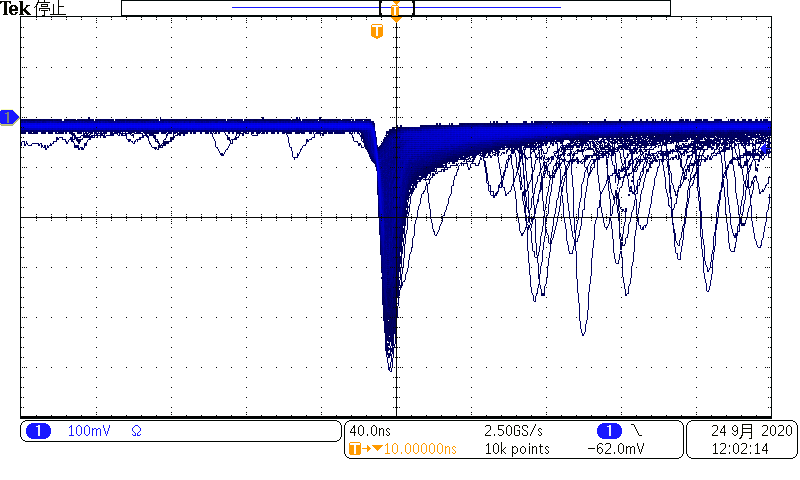 Tek 停止
T
T
1
1 100mV Ω
40.0ns 2.50GS/s 1
T→▼10.00000ns 10k points -62.0mV
24 9月 2020
12:02:14